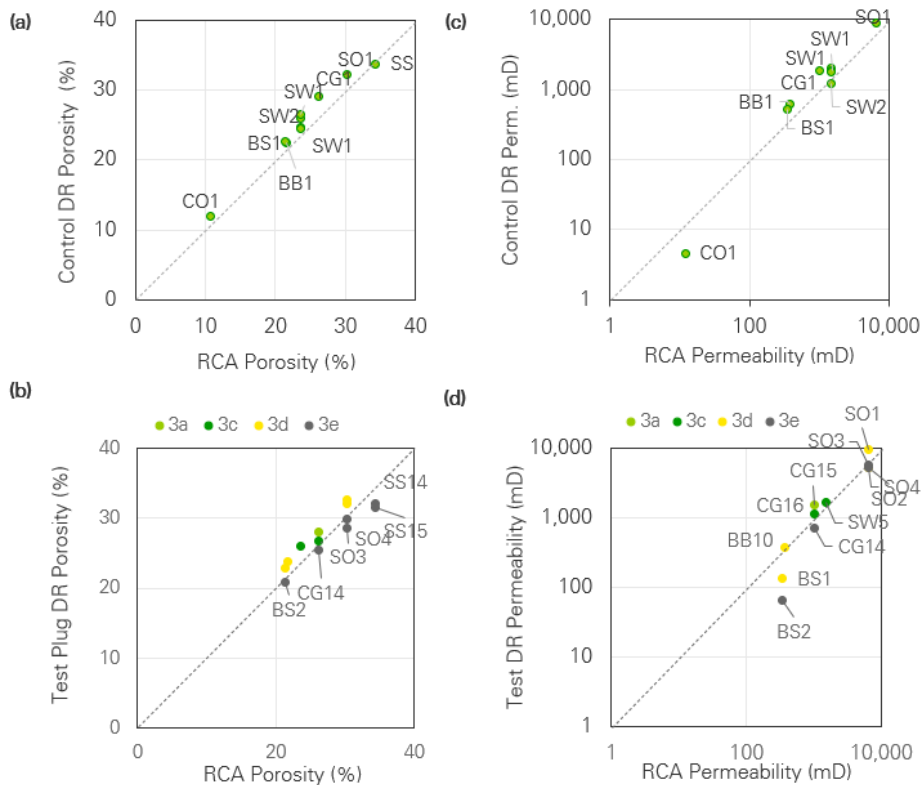 (a)
Control DR Porosity (%)
40
30
20
10
0
0 10 20 30 40
RCA Porosity (%)
SO1
SS
CG1
SW1
SW2
BS1
SW1
BB1
CO1
(c)
Control DR Perm. (mD)
10,000
1,000
100
10
1
1 100 10,000
RCA Permeability (mD)
SO1
SW1
SW1
CG1
BB1
SW2
BS1
CO1
(b)
3a 3c 3d 3e
Test Plug DR Porosity (%)
40
30
20
10
0
0 20 40
RCA Porosity (%)
SS14
SS15
SO4
SO3
CG14
BS2
(d)
3a 3c 3d 3e
Test DR Permeability (mD)
10,000
1,000
100
10
1
1 100 10,000
RCA Permeability (mD)
SO1
SO3
CG15
SO4
SO2
CG16
SW5
BB10
CG14
BS1
BS2